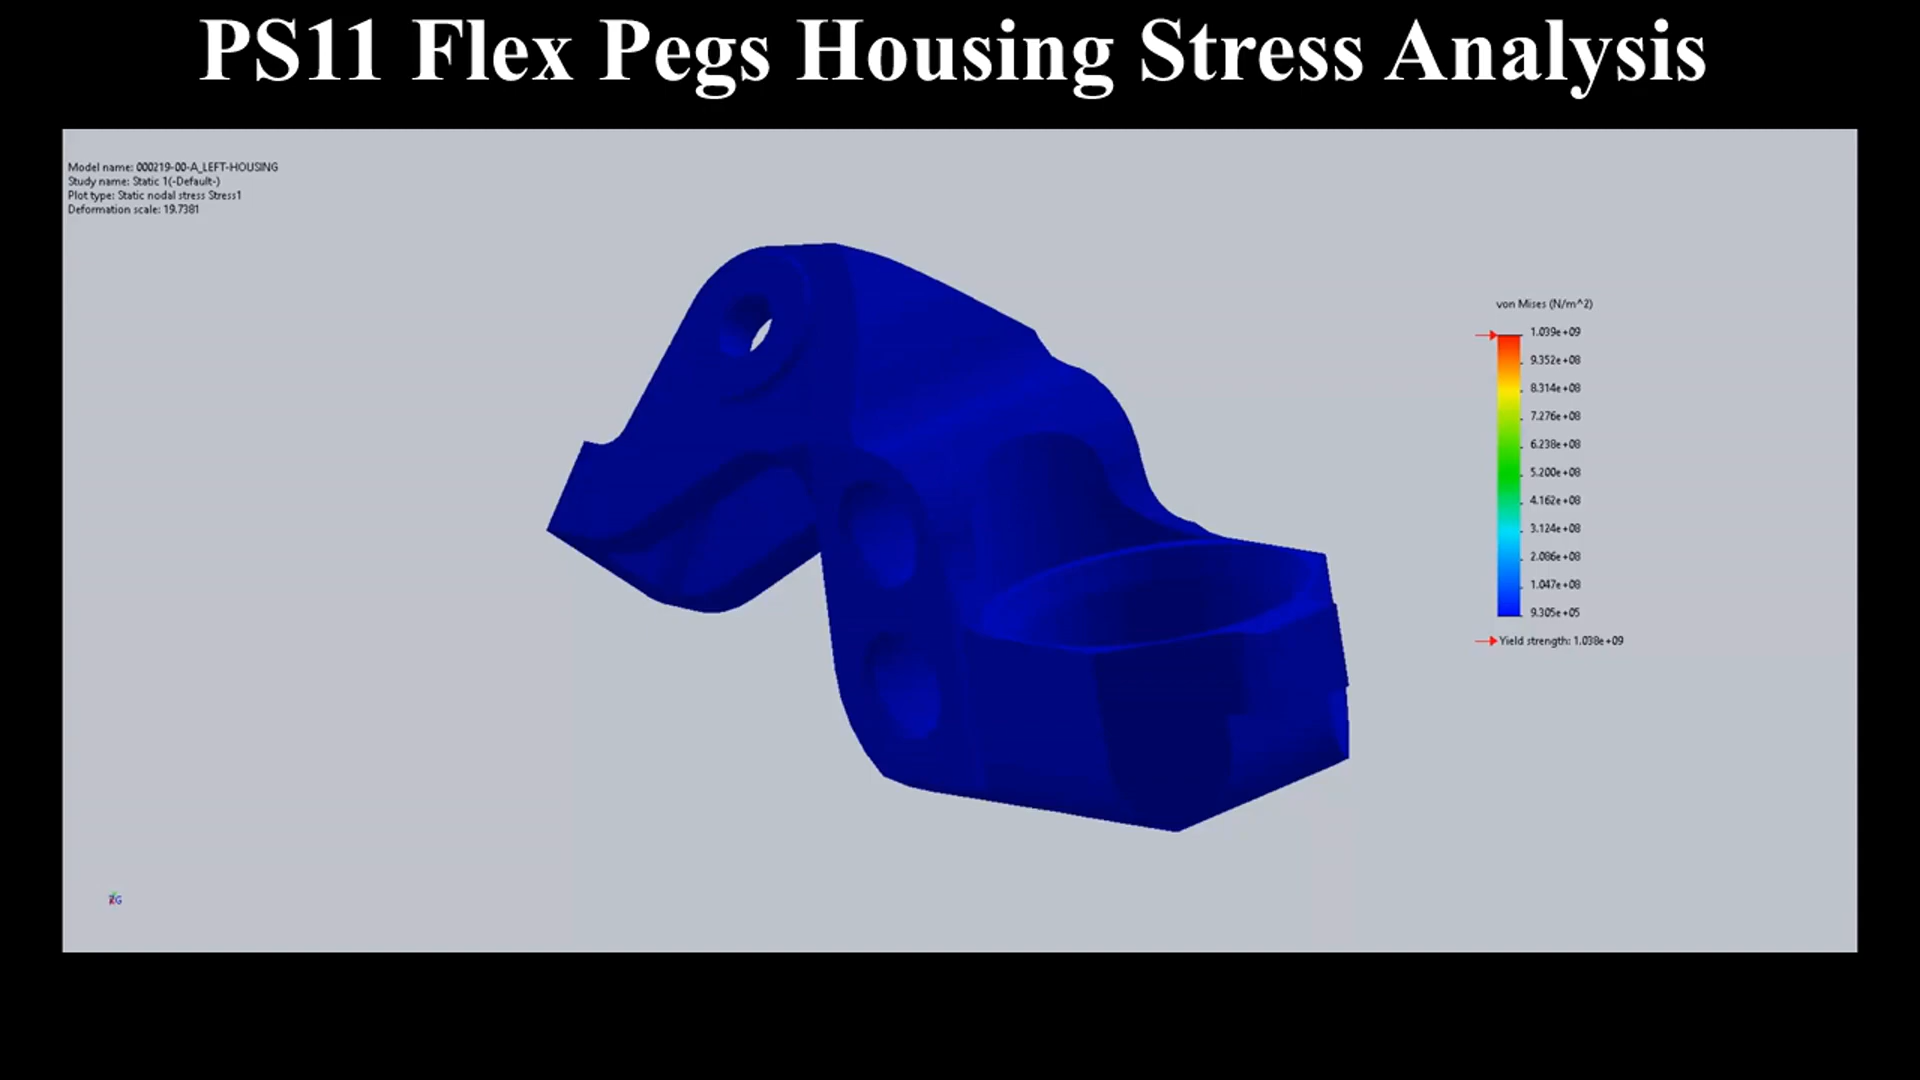 PS11 Flex Pegs Housing Stress Analysis
Model name: 000219-00-A_LEFT-HOUSING
Study name: Static 1(-Default-)
Plot type: Static nodal stress Stress1
Deformation scale: 19.7381
von Mises (N/m^2)
1.039e+09
9.352e+08
8.314e+08
7.276e+08
6.238e+08
5.200e+08
4.162e+08
3.124e+08
2.086e+08
1.047e+08
9.305e+05
Yield strength: 1.038e+09